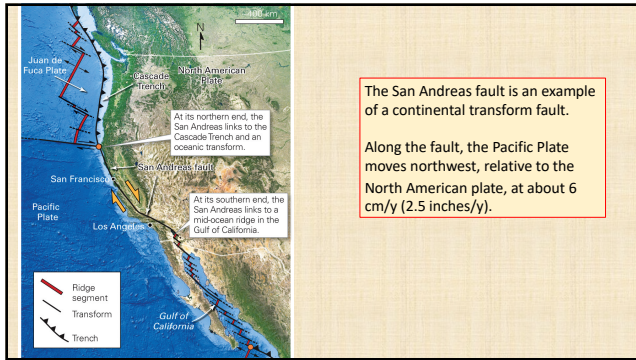 400 km
N
Juan de
Fuca Plate
Cascade
Trench
North American
Plate
At its northern end, the
San Andreas links to the
Cascade Trench and an
oceanic transform.
San Andreas fault
San Francisco
At its southern end, the
San Andreas links to a
mid-ocean ridge in the
Gulf of California.
Pacific
Plate
Los Angeles
Ridge
segment
Transform
Trench
Gulf of
California
The San Andreas fault is an example
of a continental transform fault.
Along the fault, the Pacific Plate
moves northwest, relative to the
North American plate, at about 6
cm/y (2.5 inches/y).